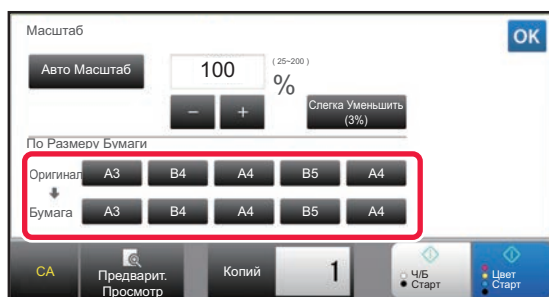 Масштаб
OK
Авто Масштаб
100
(25~200)
%
−
+
Слегка Уменьшить
(3%)
По Размеру Бумаги
Оригинал
A3
B4
A4
B5
A4
Бумага
A3
B4
A4
B5
A4
CA
Предварит.
Просмотр
Копий
1
Ч/Б
Старт
Цвет
Старт